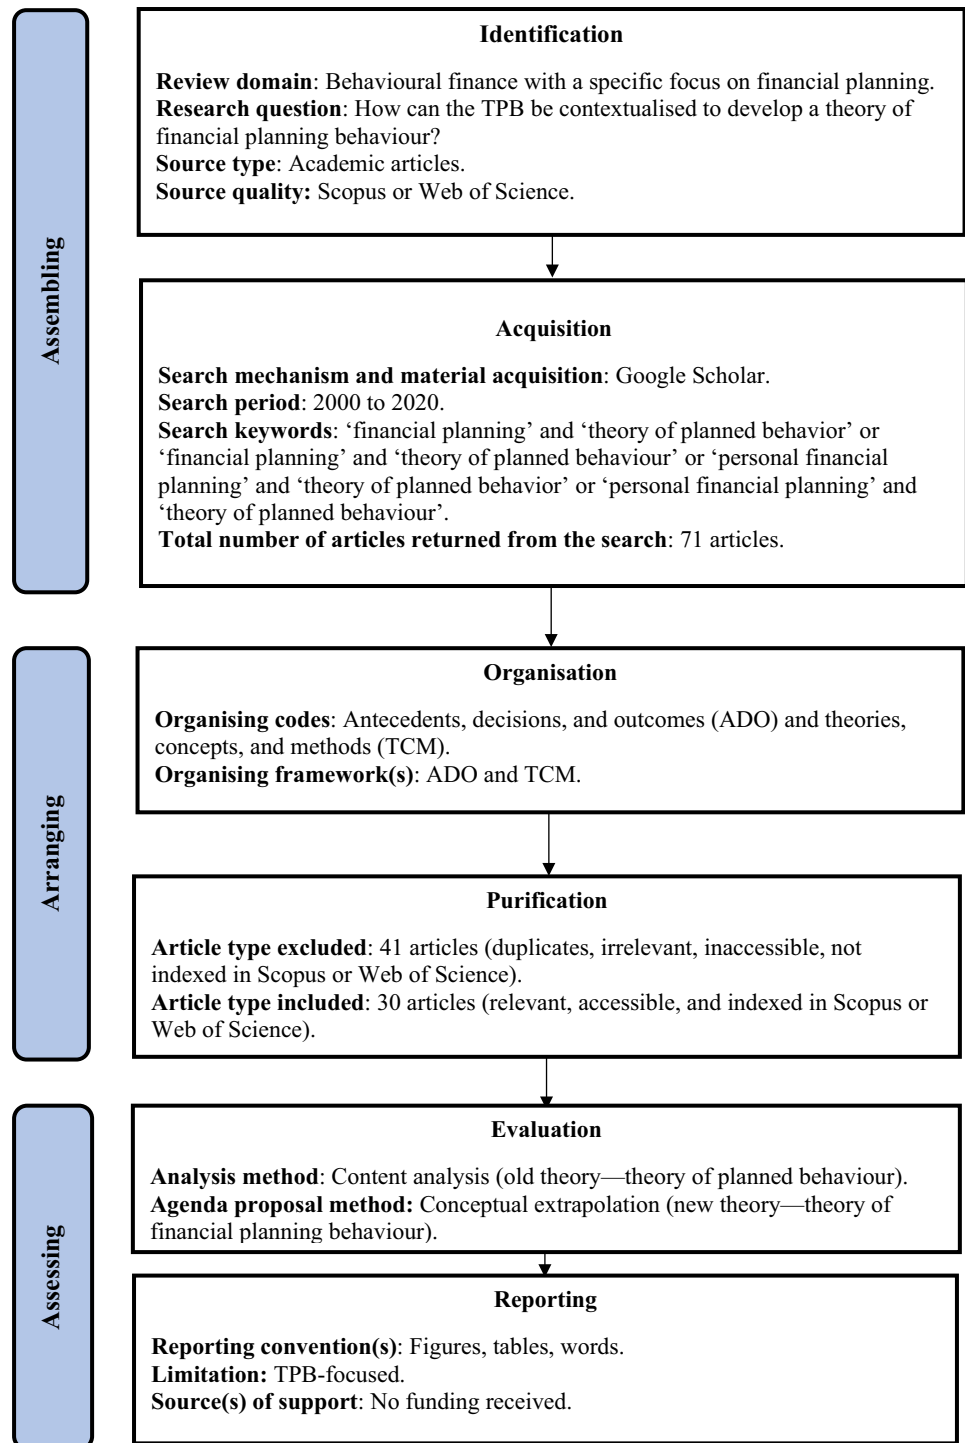 Assembling
Identification
Review domain: Behavioural finance with a specific focus on financial planning.
Research question: How can the TPB be contextualised to develop a theory of
financial planning behaviour?
Source type: Academic articles.
Source quality: Scopus or Web of Science.
Acquisition
Search mechanism and material acquisition: Google Scholar.
Search period: 2000 to 2020.
Search keywords: ‘financial planning’ and ‘theory of planned behavior’ or
‘financial planning’ and ‘theory of planned behaviour’ or ‘personal financial
planning’ and ‘theory of planned behavior’ or ‘personal financial planning’ and
‘theory of planned behaviour’.
Total number of articles returned from the search: 71 articles.
Arranging
Organisation
Organising codes: Antecedents, decisions, and outcomes (ADO) and theories,
concepts, and methods (TCM).
Organising framework(s): ADO and TCM.
Purification
Article type excluded: 41 articles (duplicates, irrelevant, inaccessible, not
indexed in Scopus or Web of Science).
Article type included: 30 articles (relevant, accessible, and indexed in Scopus or
Web of Science).
Assessing
Evaluation
Analysis method: Content analysis (old theory—theory of planned behaviour).
Agenda proposal method: Conceptual extrapolation (new theory—theory of
financial planning behaviour).
Reporting
Reporting convention(s): Figures, tables, words.
Limitation: TPB-focused.
Source(s) of support: No funding received.